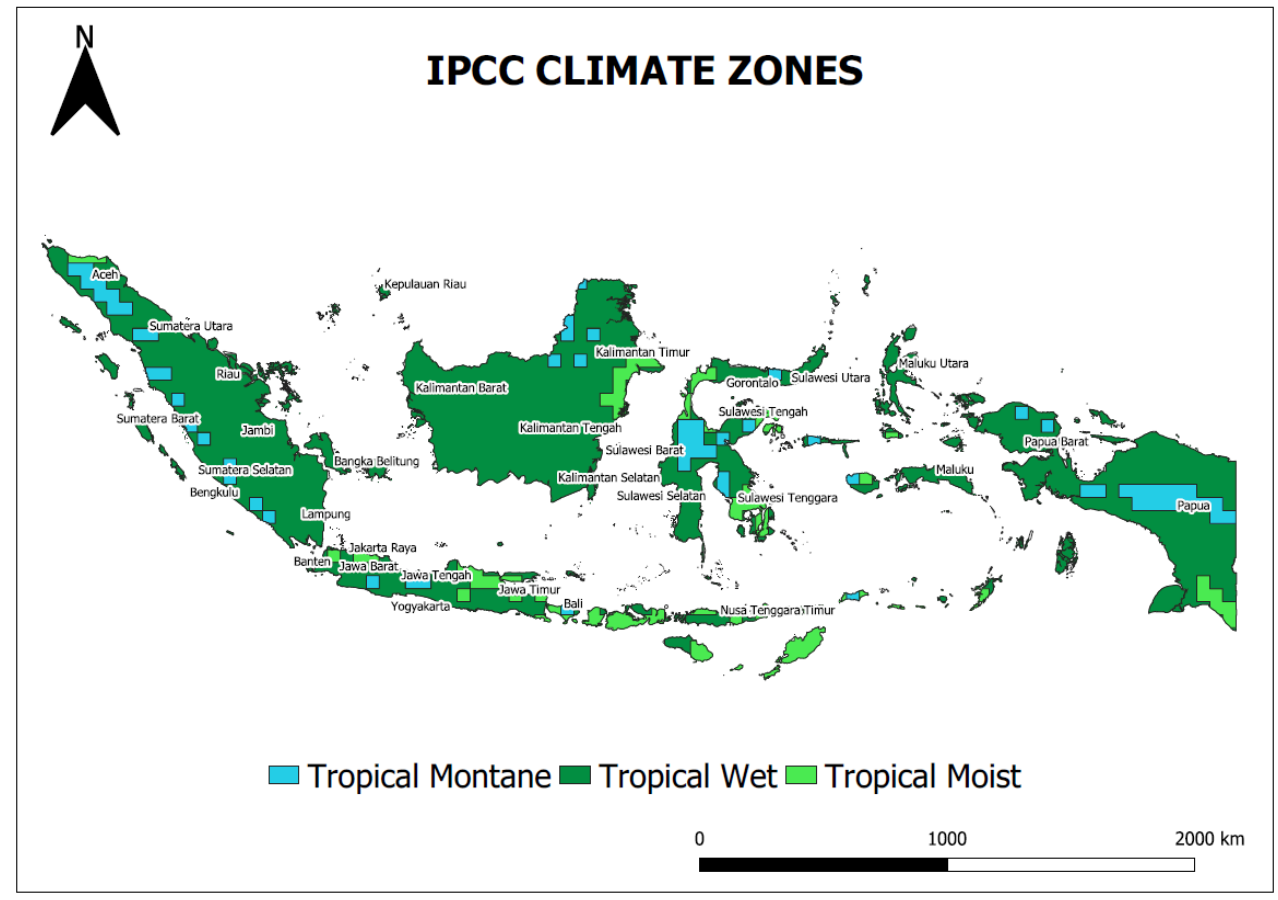 N
IPCC CLIMATE ZONES
Aceh
Kepulauan Riau
Sumatera Utara
Kalimantan Timur
Maluku Utara
Riau
Gorontalo
Sulawesi Utara
Kalimantan Barat
Sulawesi Tengah
Sumatera Barat
Jambi
Kalimantan Tengah
Papua Barat
Sulawesi Barat
Bangka Belitung
Sumatera Selatan
Maluku
Kalimantan Selatan
Bengkulu
Sulawesi Selatan
Sulawesi Tenggara
Papua
Lampung
Jakarta Raya
Banten
Jawa Barat
Jawa Tengah
Jawa Timur
Yogyakarta
Bali
Nusa Tenggara Timur
Tropical Montane
Tropical Wet
Tropical Moist
0 1000 2000 km